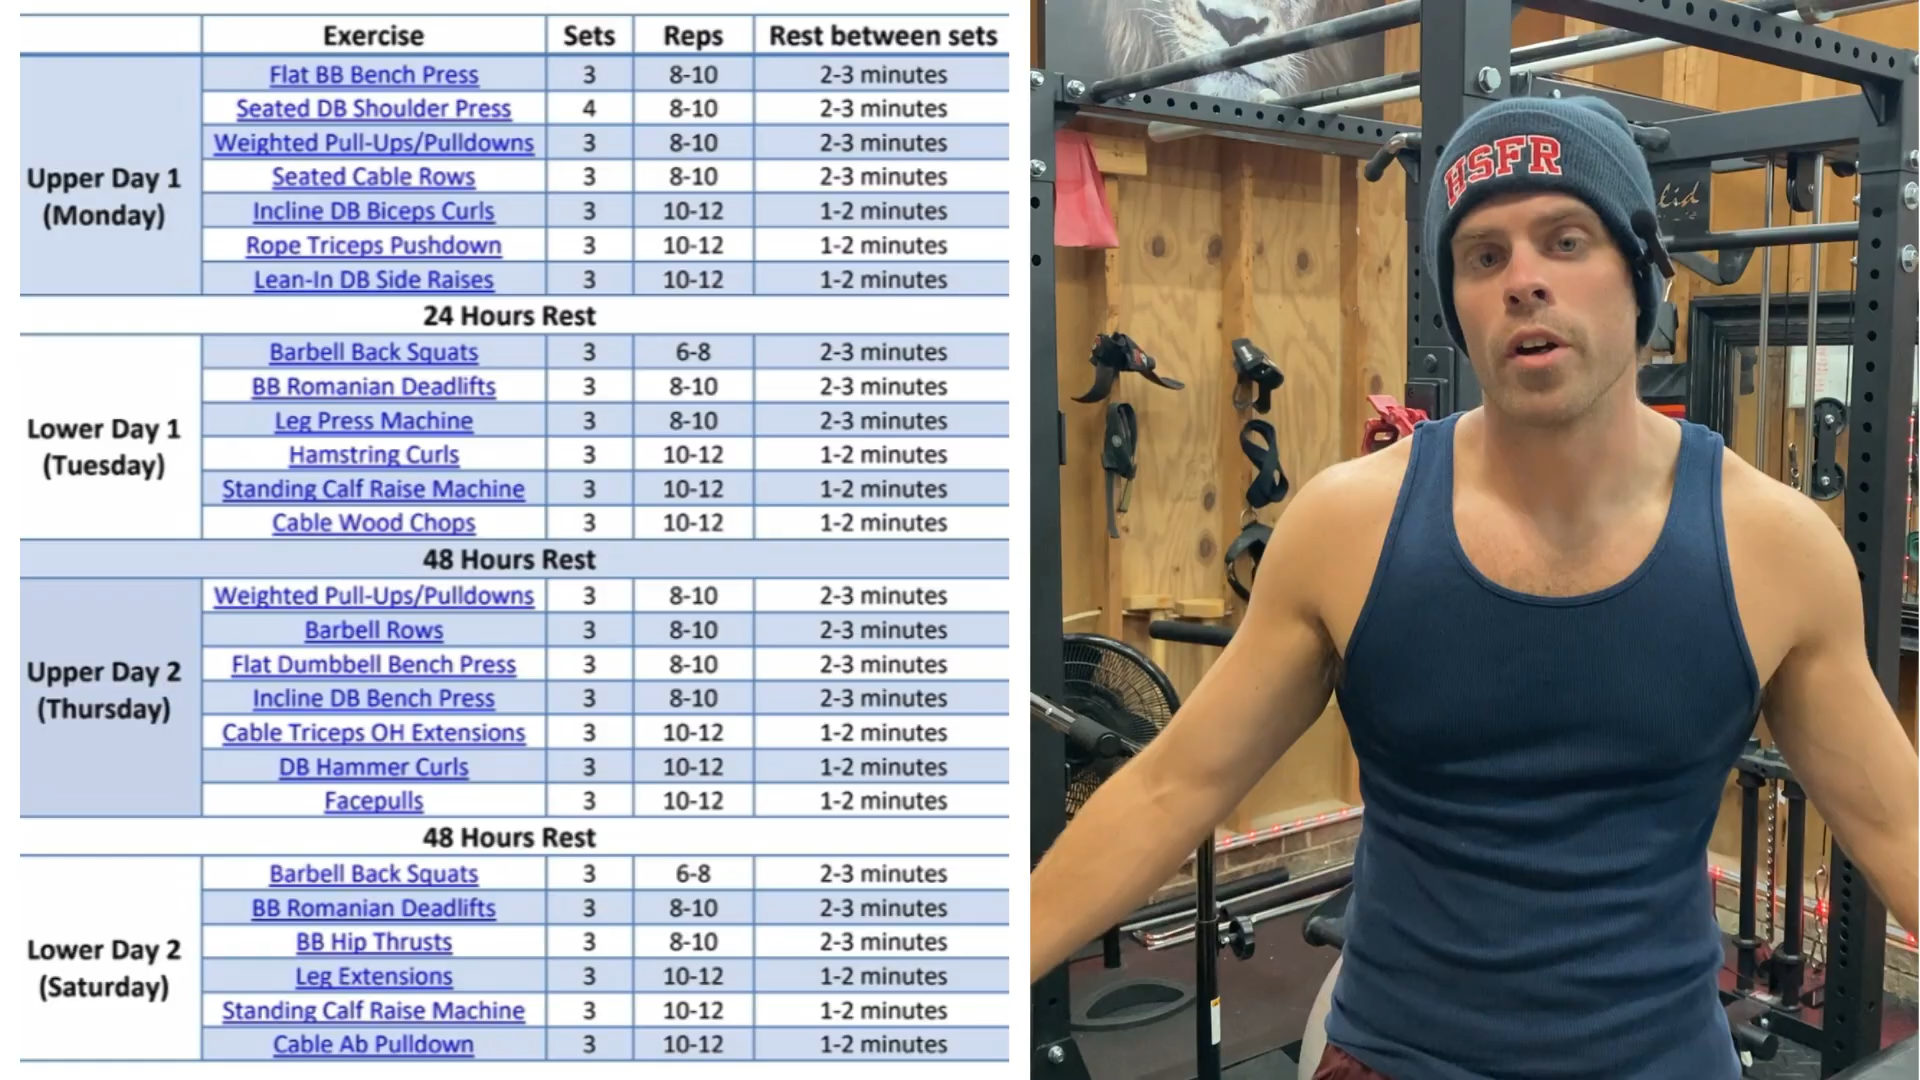 Exercise Sets Reps Rest between sets
Upper Day 1
(Monday)
Flat BB Bench Press 3 8-10 2-3 minutes
Seated DB Shoulder Press 4 8-10 2-3 minutes
Weighted Pull-Ups/Pulldowns 3 8-10 2-3 minutes
Seated Cable Rows 3 8-10 2-3 minutes
Incline DB Biceps Curls 3 10-12 1-2 minutes
Rope Triceps Pushdown 3 10-12 1-2 minutes
Lean-In DB Side Raises 3 10-12 1-2 minutes
24 Hours Rest
Lower Day 1
(Tuesday)
Barbell Back Squats 3 6-8 2-3 minutes
BB Romanian Deadlifts 3 8-10 2-3 minutes
Leg Press Machine 3 8-10 2-3 minutes
Hamstring Curls 3 10-12 1-2 minutes
Standing Calf Raise Machine 3 10-12 1-2 minutes
Cable Wood Chops 3 10-12 1-2 minutes
48 Hours Rest
Upper Day 2
(Thursday)
Weighted Pull-Ups/Pulldowns 3 8-10 2-3 minutes
Barbell Rows 3 8-10 2-3 minutes
Flat Dumbbell Bench Press 3 8-10 2-3 minutes
Incline DB Bench Press 3 8-10 2-3 minutes
Cable Triceps OH Extensions 3 10-12 1-2 minutes
DB Hammer Curls 3 10-12 1-2 minutes
Facepulls 3 10-12 1-2 minutes
48 Hours Rest
Lower Day 2
(Saturday)
Barbell Back Squats 3 6-8 2-3 minutes
BB Romanian Deadlifts 3 8-10 2-3 minutes
BB Hip Thrusts 3 8-10 2-3 minutes
Leg Extensions 3 10-12 1-2 minutes
Standing Calf Raise Machine 3 10-12 1-2 minutes
Cable Ab Pulldown 3 10-12 1-2 minutes
HSFR